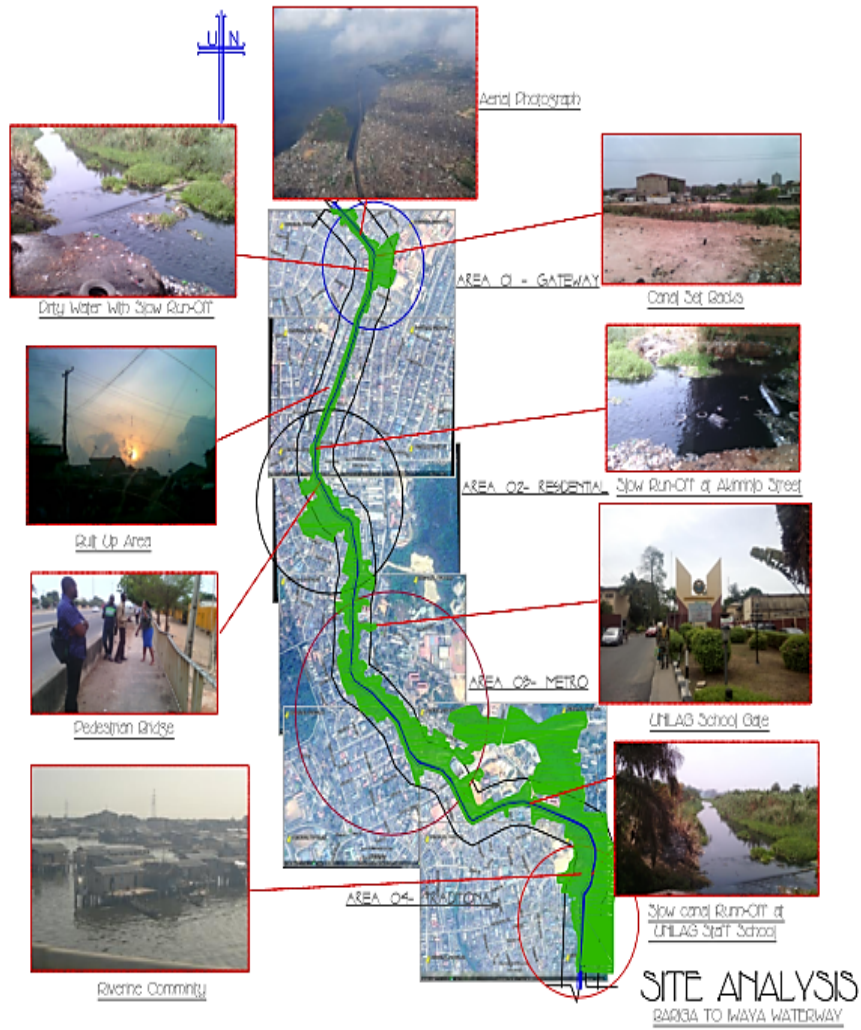 U N
Aerial Photograph
Dirty Water With Slow Run-Off
AREA 01 - GATEWAY
Canal Set Backs
Built Up Area
AREA 02- RESIDENTIAL
Slow Run-Off at Akinrinlo Street
Pedestrian Bridge
AREA 03- METRO
UNILAG School Gate
AREA 04- TRADITIONAL
Riverine Comminity
Slow canal Runn-Off at
UNILAG Staff School
SITE ANALYSIS
BARIGA TO IWAYA WATERWAY